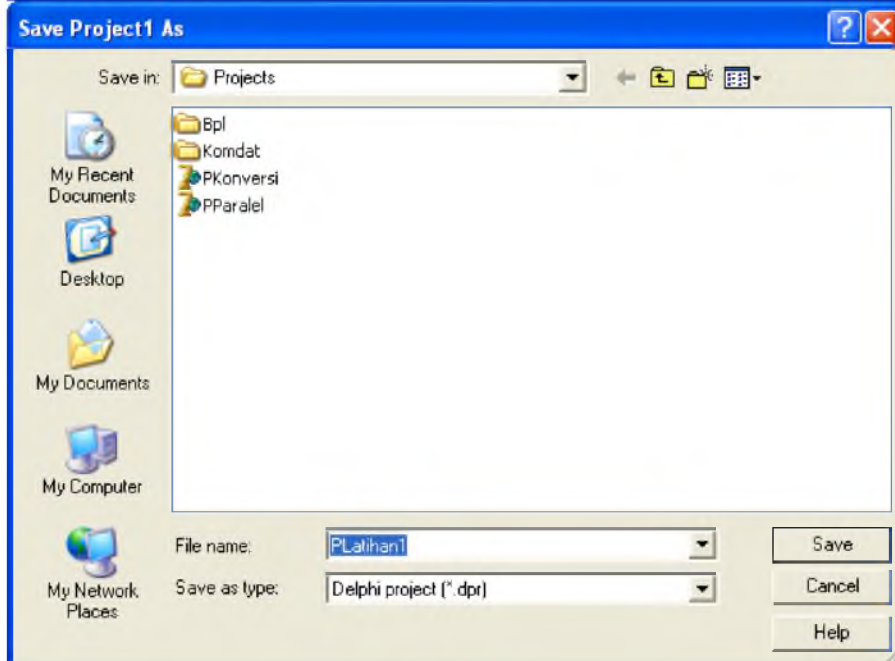 Save Project1 As
Save in: Projects
Bpl
Komdat
PKonversi
PParalel
My Recent
Documents
Desktop
My Documents
My Computer
My Network
Places
File name: PLatihan1
Save as type: Delphi project (*.dpr)
Save
Cancel
Help